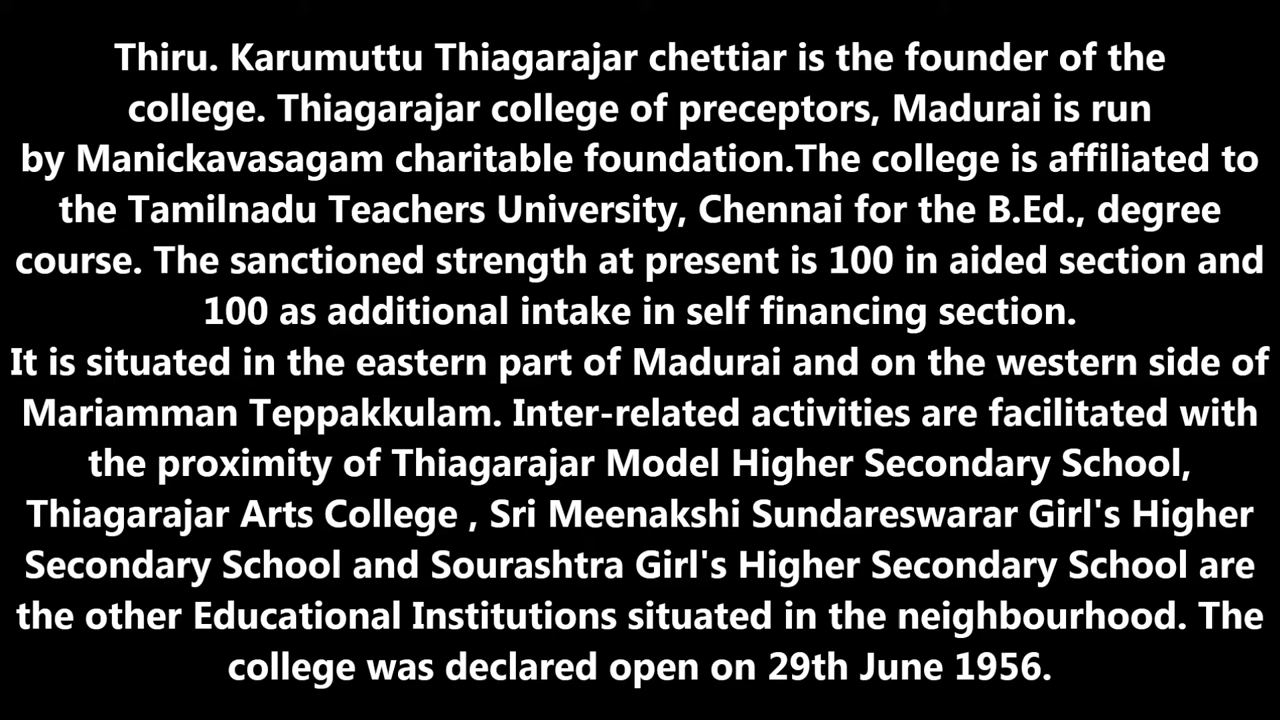 Thiru. Karumuttu Thiagarajar chettiar is the founder of the
college. Thiagarajar college of preceptors, Madurai is run
by Manickavasagam charitable foundation.The college is affiliated to
the Tamilnadu Teachers University, Chennai for the B.Ed., degree
course. The sanctioned strength at present is 100 in aided section and
100 as additional intake in self financing section.
It is situated in the eastern part of Madurai and on the western side of
Mariamman Teppakkulam. Inter-related activities are facilitated with
the proximity of Thiagarajar Model Higher Secondary School,
Thiagarajar Arts College , Sri Meenakshi Sundareswarar Girl's Higher
Secondary School and Sourashtra Girl's Higher Secondary School are
the other Educational Institutions situated in the neighbourhood. The
college was declared open on 29th June 1956.